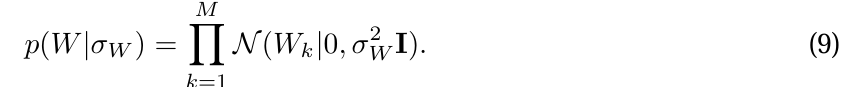 p(W|σ_W) = ∏_{k=1}^{M} 𝒩(W_k|0, σ_W^2 𝐈). (9)